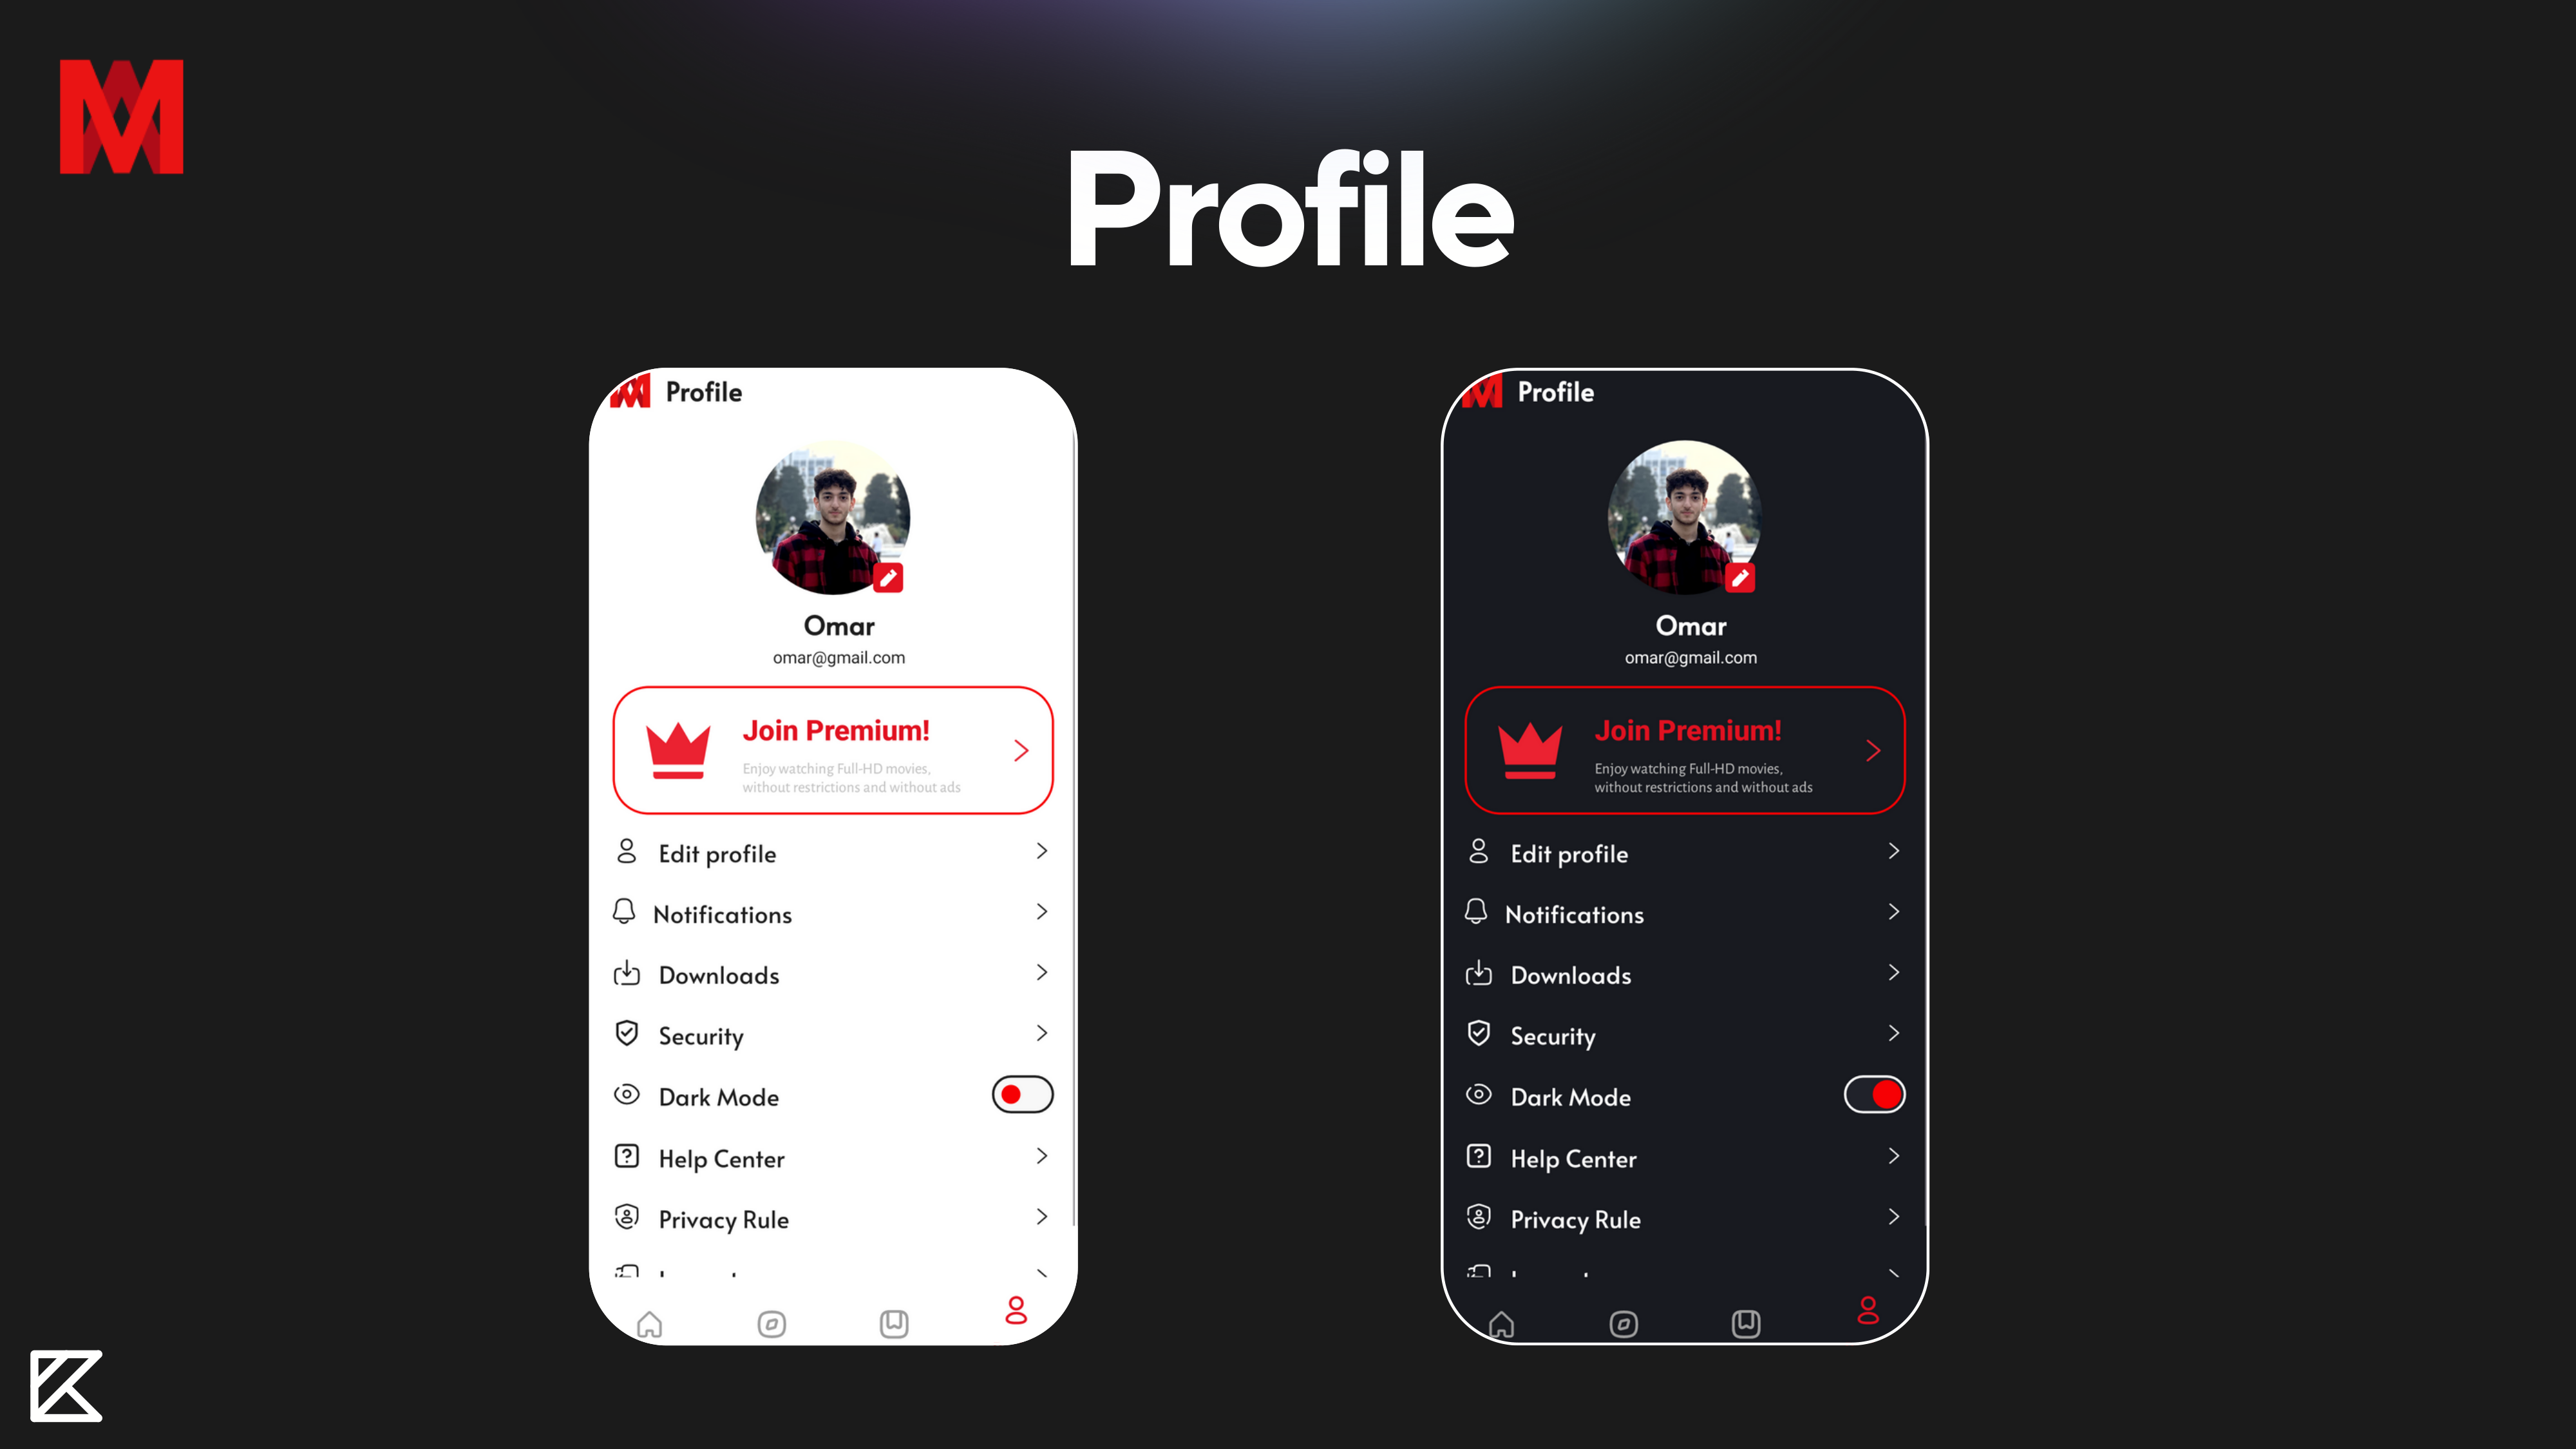 Profile
Profile
Omar
omar@gmail.com
Join Premium!
Enjoy watching Full-HD movies,
without restrictions and without ads
Edit profile
Notifications
Downloads
Security
Dark Mode
Help Center
Privacy Rule
Profile
Omar
omar@gmail.com
Join Premium!
Enjoy watching Full-HD movies,
without restrictions and without ads
Edit profile
Notifications
Downloads
Security
Dark Mode
Help Center
Privacy Rule